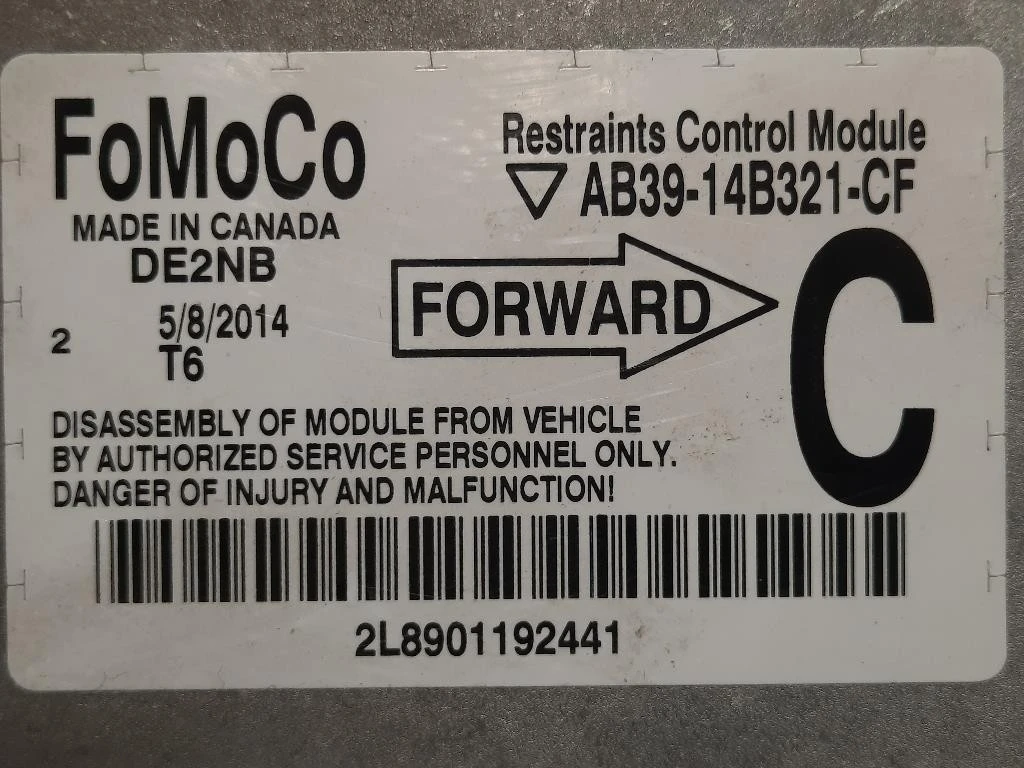 FoMoCo
MADE IN CANADA
DE2NB
5/8/2014
2
T6
Restraints Control Module
AB39-14B321-CF
FORWARD
C
DISASSEMBLY OF MODULE FROM VEHICLE
BY AUTHORIZED SERVICE PERSONNEL ONLY.
DANGER OF INJURY AND MALFUNCTION!
2L8901192441